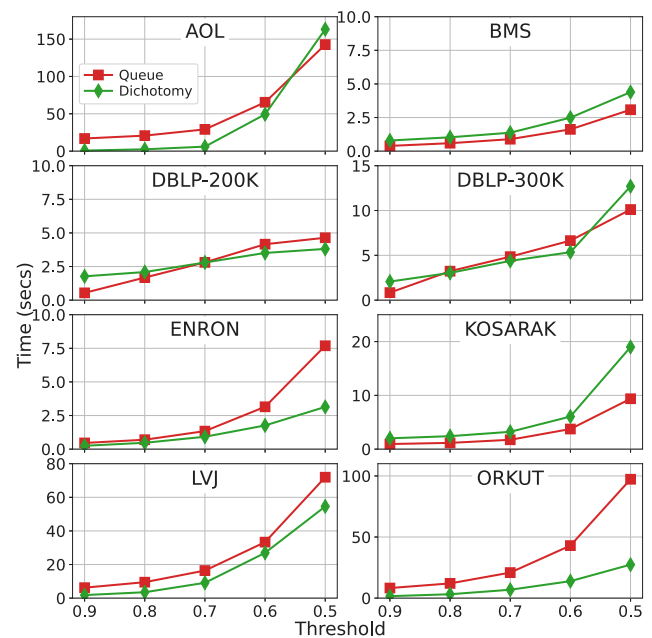 AOL
BMS
150
100
50
0
Queue
Dichotomy
10.0
7.5
5.0
2.5
0.0
DBLP-200K
DBLP-300K
10.0
7.5
5.0
2.5
0.0
15
10
5
0
ENRON
KOSARAK
10.0
7.5
5.0
2.5
0.0
20
10
0
LVJ
ORKUT
80
60
40
20
0
100
50
0
0.9 0.8 0.7 0.6 0.5
0.9 0.8 0.7 0.6 0.5
Time (secs)
Threshold